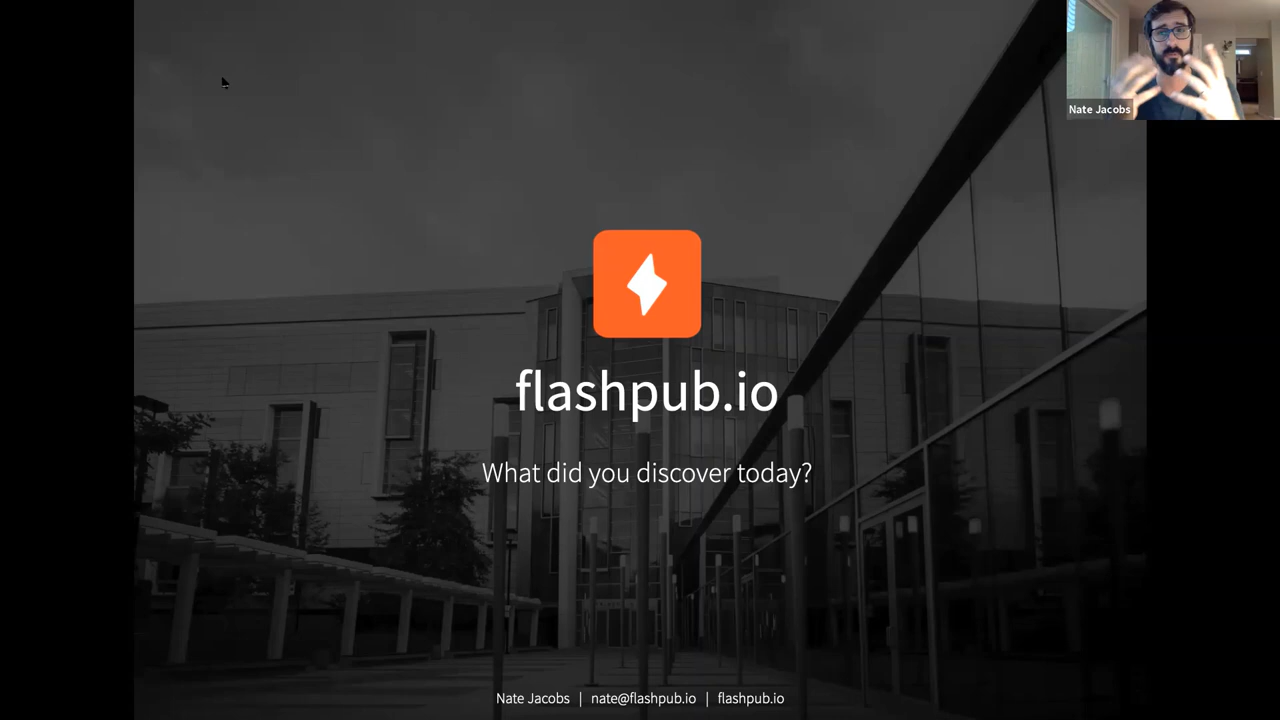 Nate Jacobs
flashpub.io
What did you discover today?
Nate Jacobs | nate@flashpub.io | flashpub.io